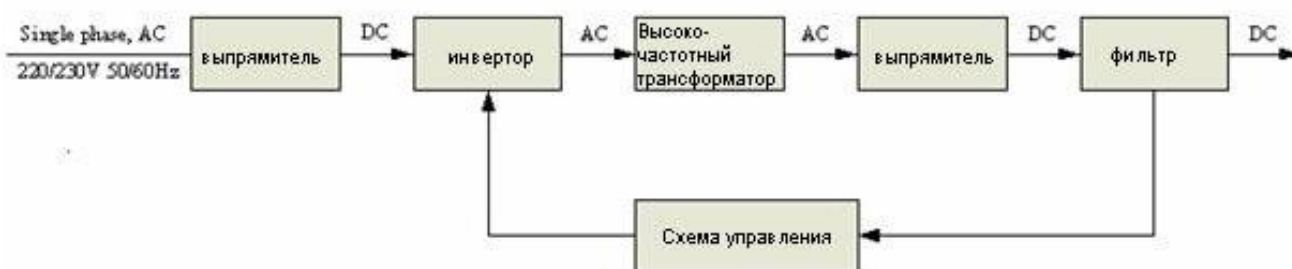 Single phase, AC
220/230V 50/60Hz
выпрямитель
DC
инвертор
AC
Высоко-
частотный
трансформатор
AC
выпрямитель
DC
фильтр
DC
Схема управления